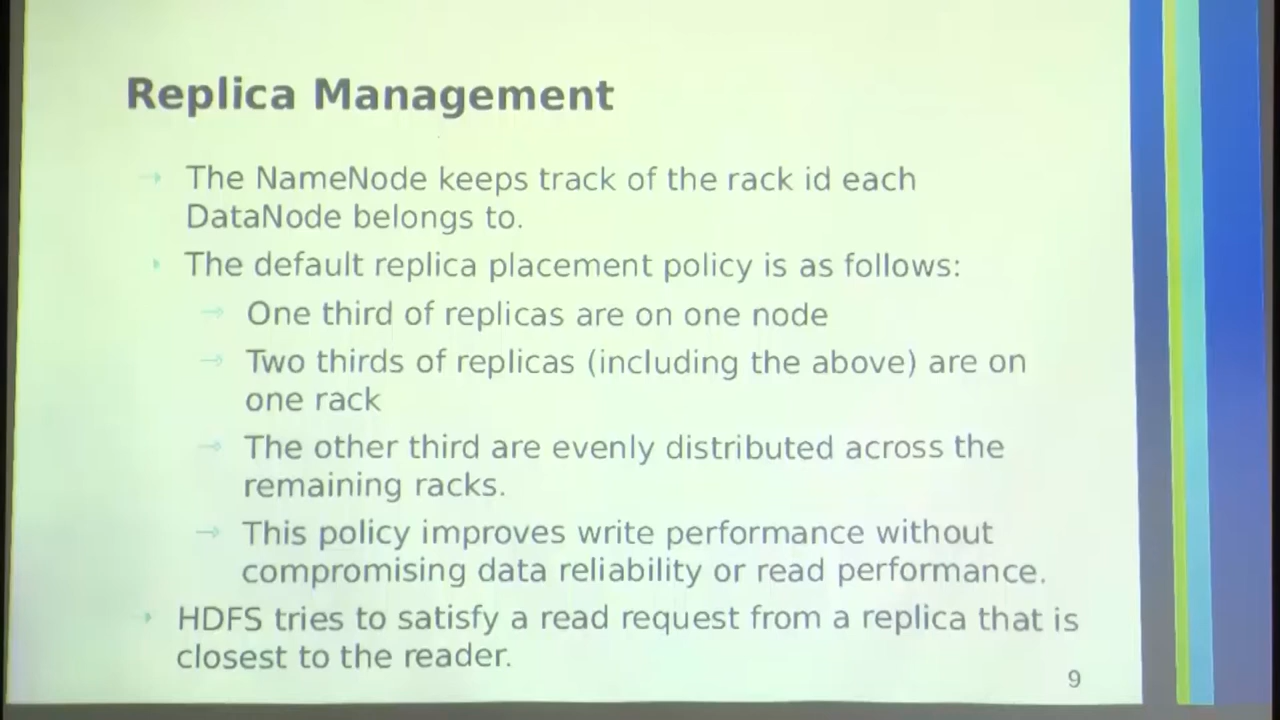 Replica Management
The NameNode keeps track of the rack id each
DataNode belongs to.
The default replica placement policy is as follows:
One third of replicas are on one node
Two thirds of replicas (including the above) are on
one rack
The other third are evenly distributed across the
remaining racks.
This policy improves write performance without
compromising data reliability or read performance.
HDFS tries to satisfy a read request from a replica that is
closest to the reader.
9